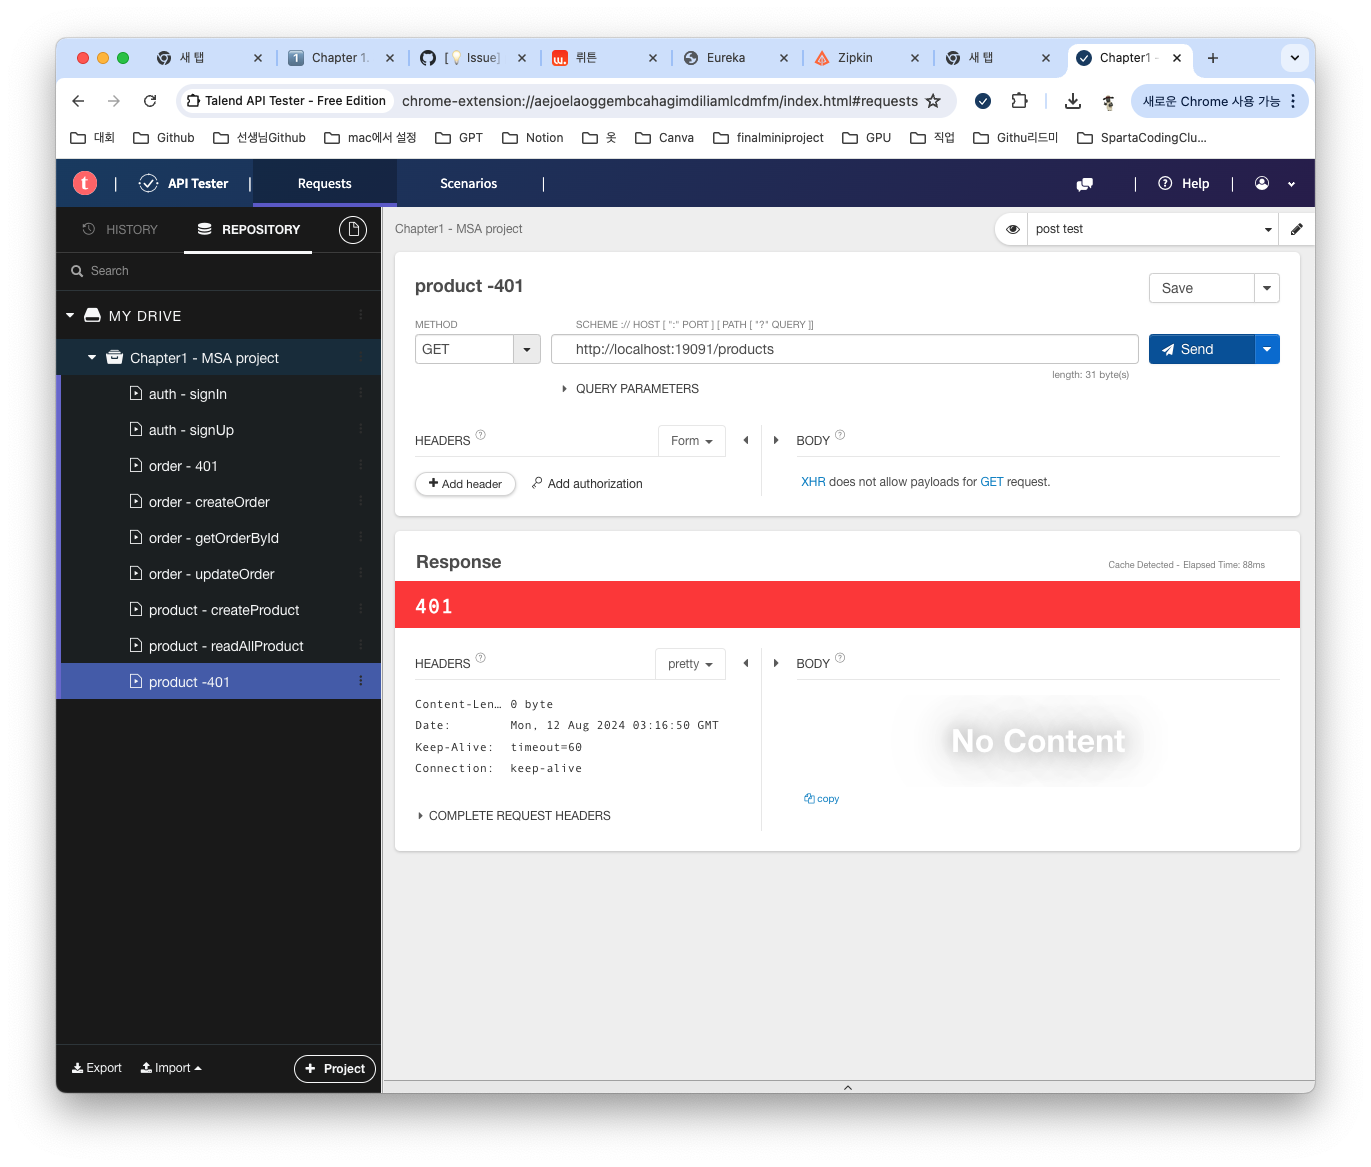 새 탭
Chapter 1.
[💡 Issue]
뤼튼
Eureka
Zipkin
새 탭
Chapter1 -
Talend API Tester - Free Edition
chrome-extension://aejoelaoggembcahagimdiliamlcdmfm/index.html#requests
새로운 Chrome 사용 가능
대회
Github
선생님Github
mac에서 설정
GPT
Notion
옷
Canva
finalminiproject
GPU
직업
Githu리드미
SpartaCodingClu...
t
API Tester
Requests
Scenarios
Help
HISTORY
REPOSITORY
Chapter1 - MSA project
post test
Search
MY DRIVE
Chapter1 - MSA project
auth - signIn
auth - signUp
order - 401
order - createOrder
order - getOrderById
order - updateOrder
product - createProduct
product - readAllProduct
product -401
Export
Import
+ Project
product -401
Save
METHOD
SCHEME :// HOST [ ":" PORT ] [ PATH [ "?" QUERY ]]
GET
http://localhost:19091/products
Send
length: 31 byte(s)
QUERY PARAMETERS
HEADERS ?
Form
BODY ?
+ Add header
Add authorization
XHR does not allow payloads for GET request.
Response
Cache Detected - Elapsed Time: 88ms
401
HEADERS ?
pretty
BODY ?
Content-Len… 0 byte
Date: Mon, 12 Aug 2024 03:16:50 GMT
Keep-Alive: timeout=60
Connection: keep-alive
No Content
copy
COMPLETE REQUEST HEADERS